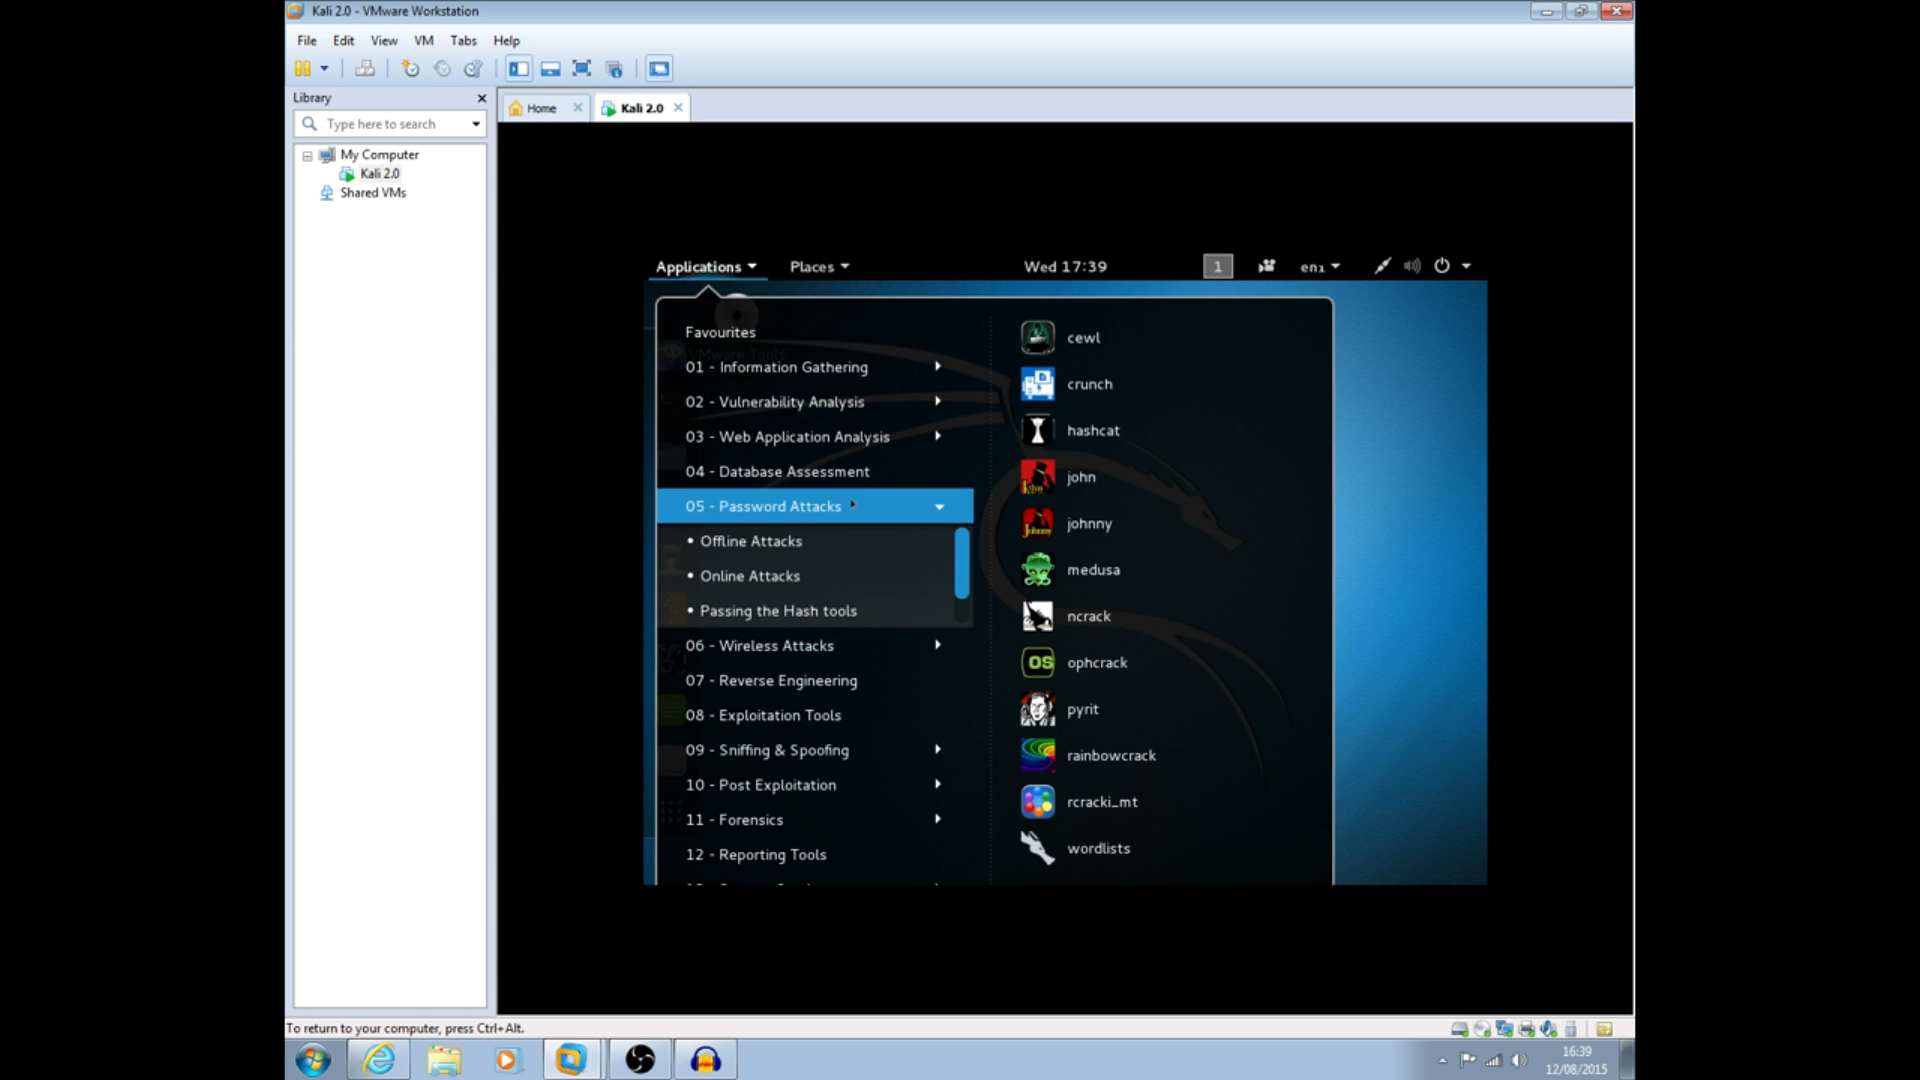 Kali 2.0 - VMware Workstation
File Edit View VM Tabs Help
Library
Type here to search
My Computer
Kali 2.0
Shared VMs
Home
Kali 2.0
Applications Places Wed 17:39 1 en1
Favourites
VMware Tools
01 - Information Gathering
02 - Vulnerability Analysis
03 - Web Application Analysis
04 - Database Assessment
05 - Password Attacks
• Offline Attacks
• Online Attacks
• Passing the Hash tools
06 - Wireless Attacks
07 - Reverse Engineering
08 - Exploitation Tools
09 - Sniffing & Spoofing
10 - Post Exploitation
11 - Forensics
12 - Reporting Tools
cewl
crunch
hashcat
john
johnny
medusa
ncrack
OS ophcrack
pyrit
rainbowcrack
rcracki_mt
wordlists
To return to your computer, press Ctrl+Alt.
16:39
12/08/2015